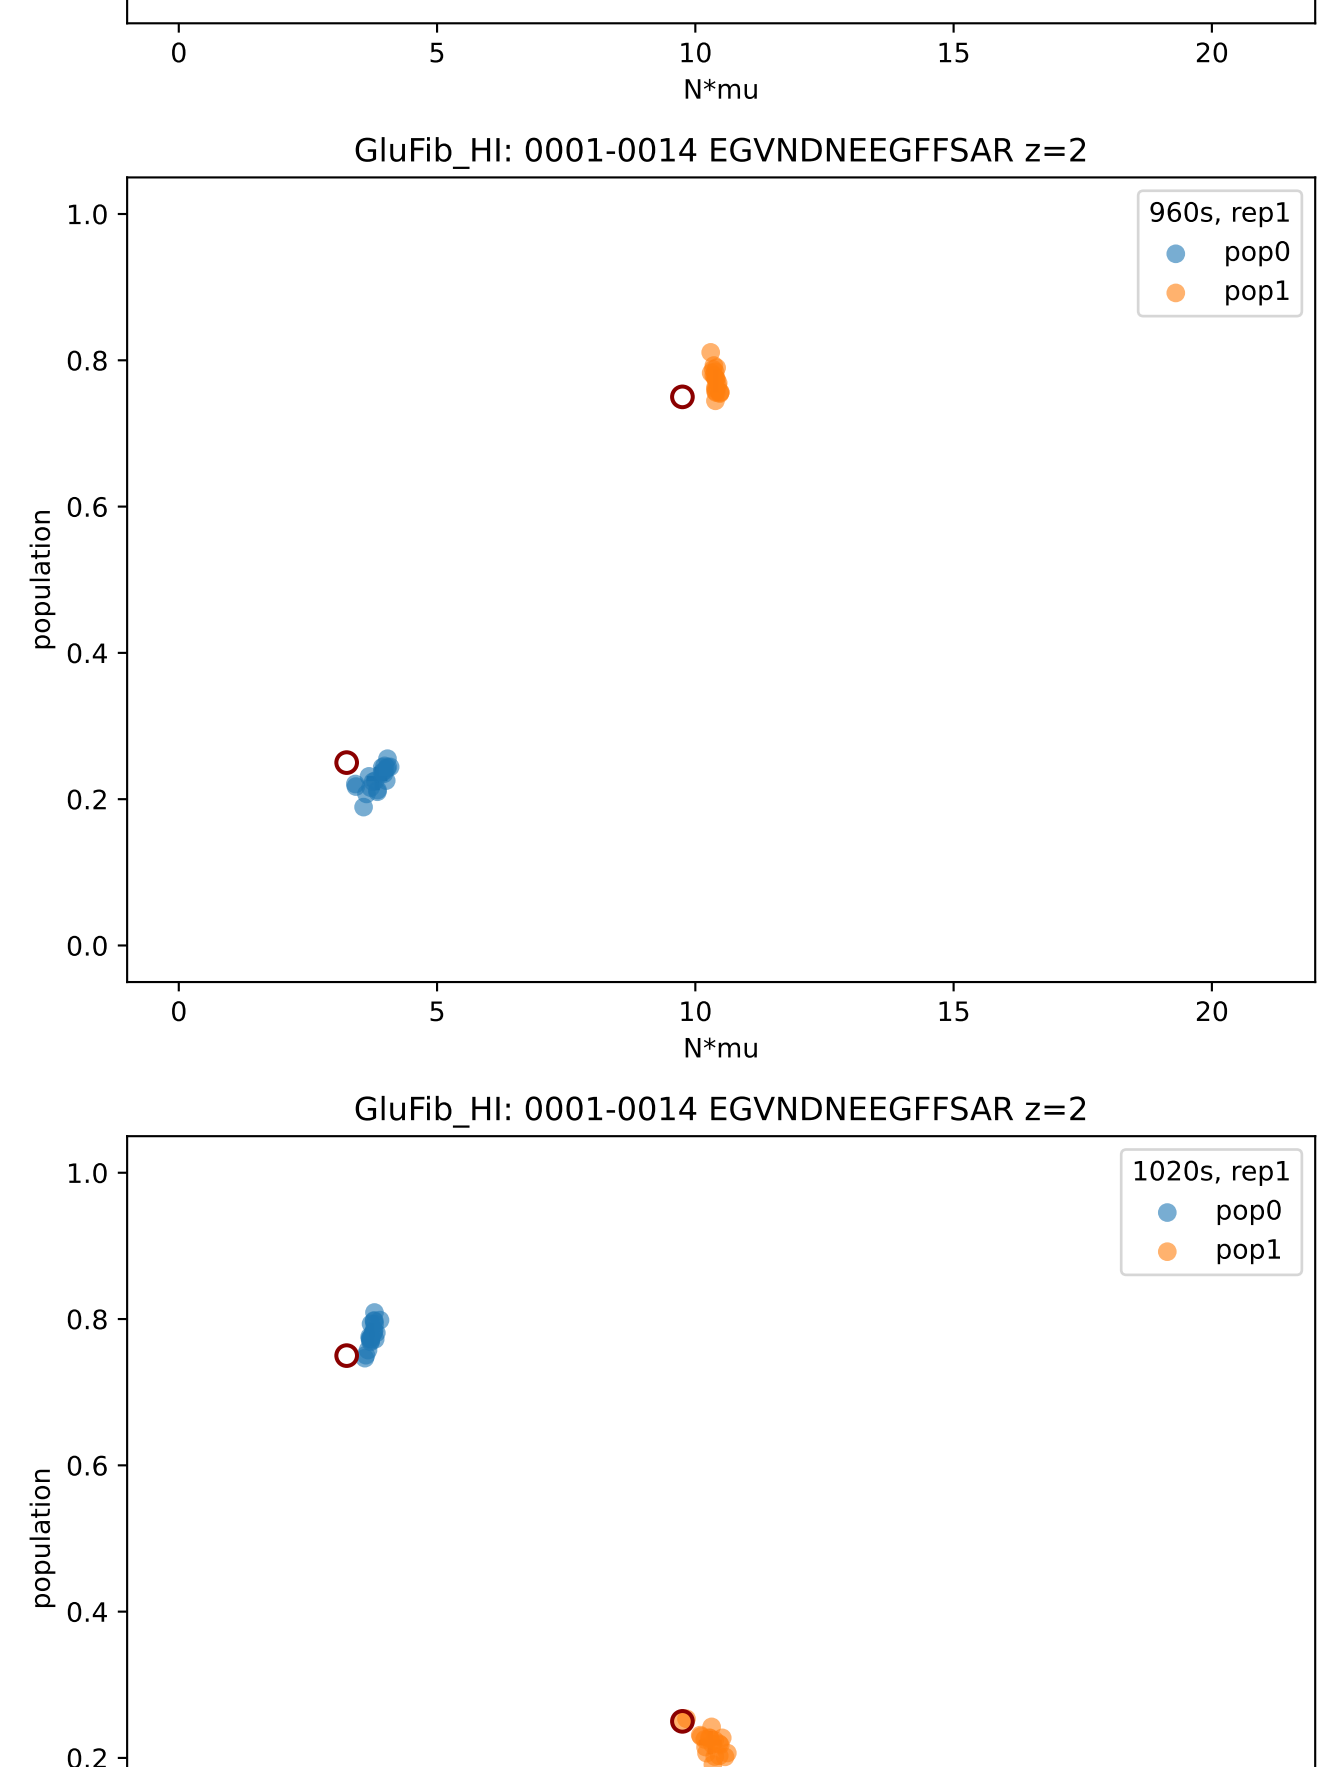 0 5 10 15 20
N*mu
GluFib_HI: 0001-0014 EGVNDNEEGFFSAR z=2
960s, rep1
pop0
pop1
1.0
0.8
0.6
0.4
0.2
0.0
population
0 5 10 15 20
N*mu
GluFib_HI: 0001-0014 EGVNDNEEGFFSAR z=2
1020s, rep1
pop0
pop1
1.0
0.8
0.6
0.4
0.2
population